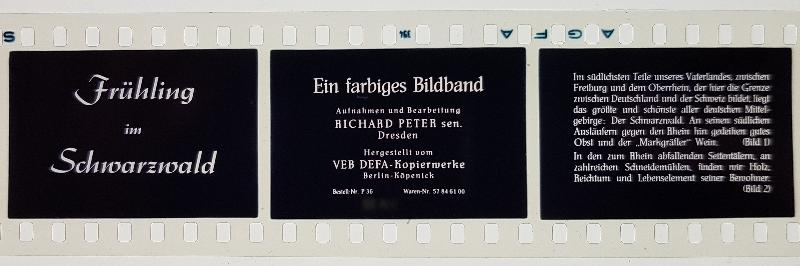 S
394
A
F
A
G
A
Frühling
im
Schwarzwald
Ein farbiges Bildband
Aufnahmen und Bearbeitung
RICHARD PETER sen.
Dresden
Hergestellt vom
VEB DEFA-Kopierwerke
Berlin-Köpenick
Bestell-Nr. P 36 Waren-Nr. 57 84 61 00
Im südlichsten Teile unseres Vaterlandes, zwischen
Freiburg und dem Oberrhein, der hier die Grenze
zwischen Deutschland und der Schweiz bildet, liegt
das größte und schönste aller deutschen Mittel-
gebirge: Der Schwarzwald. An seinen südlichen
Ausläufern gegen den Rhein hin gedeihen gutes
Obst und der „Markgräfler" Wein. (Bild 1)
In den zum Rhein abfallenden Seitentälern, an
zahlreichen Schneidemühlen, finden wir Holz,
Reichtum und Lebenselement seiner Bewohner.
(Bild 2)